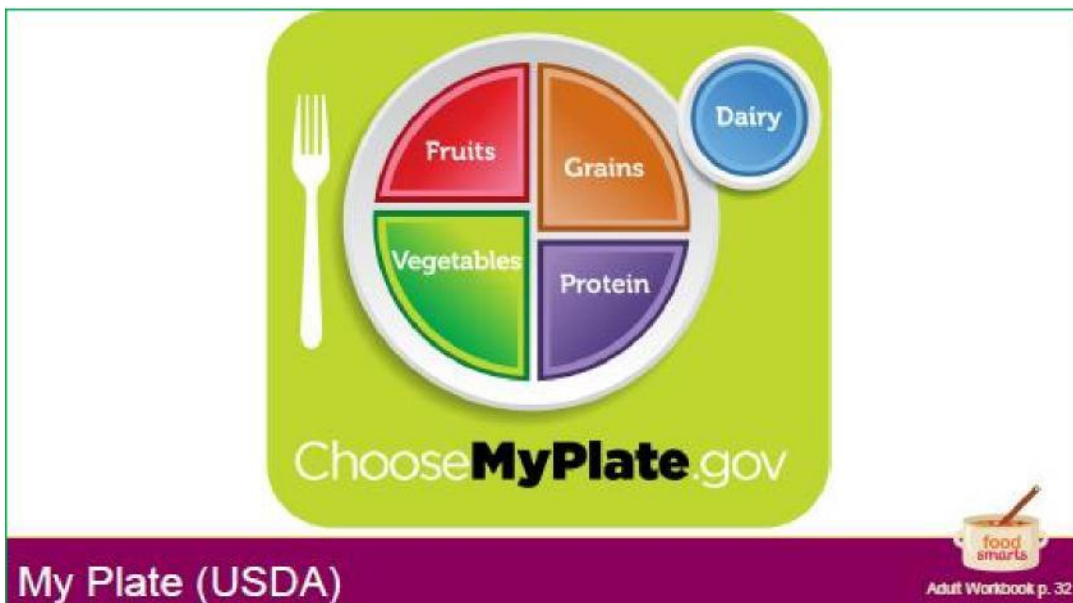 Fruits
Grains
Dairy
Vegetables
Protein
ChooseMyPlate.gov
My Plate (USDA)
food
smarts
Adult Workbook p. 32